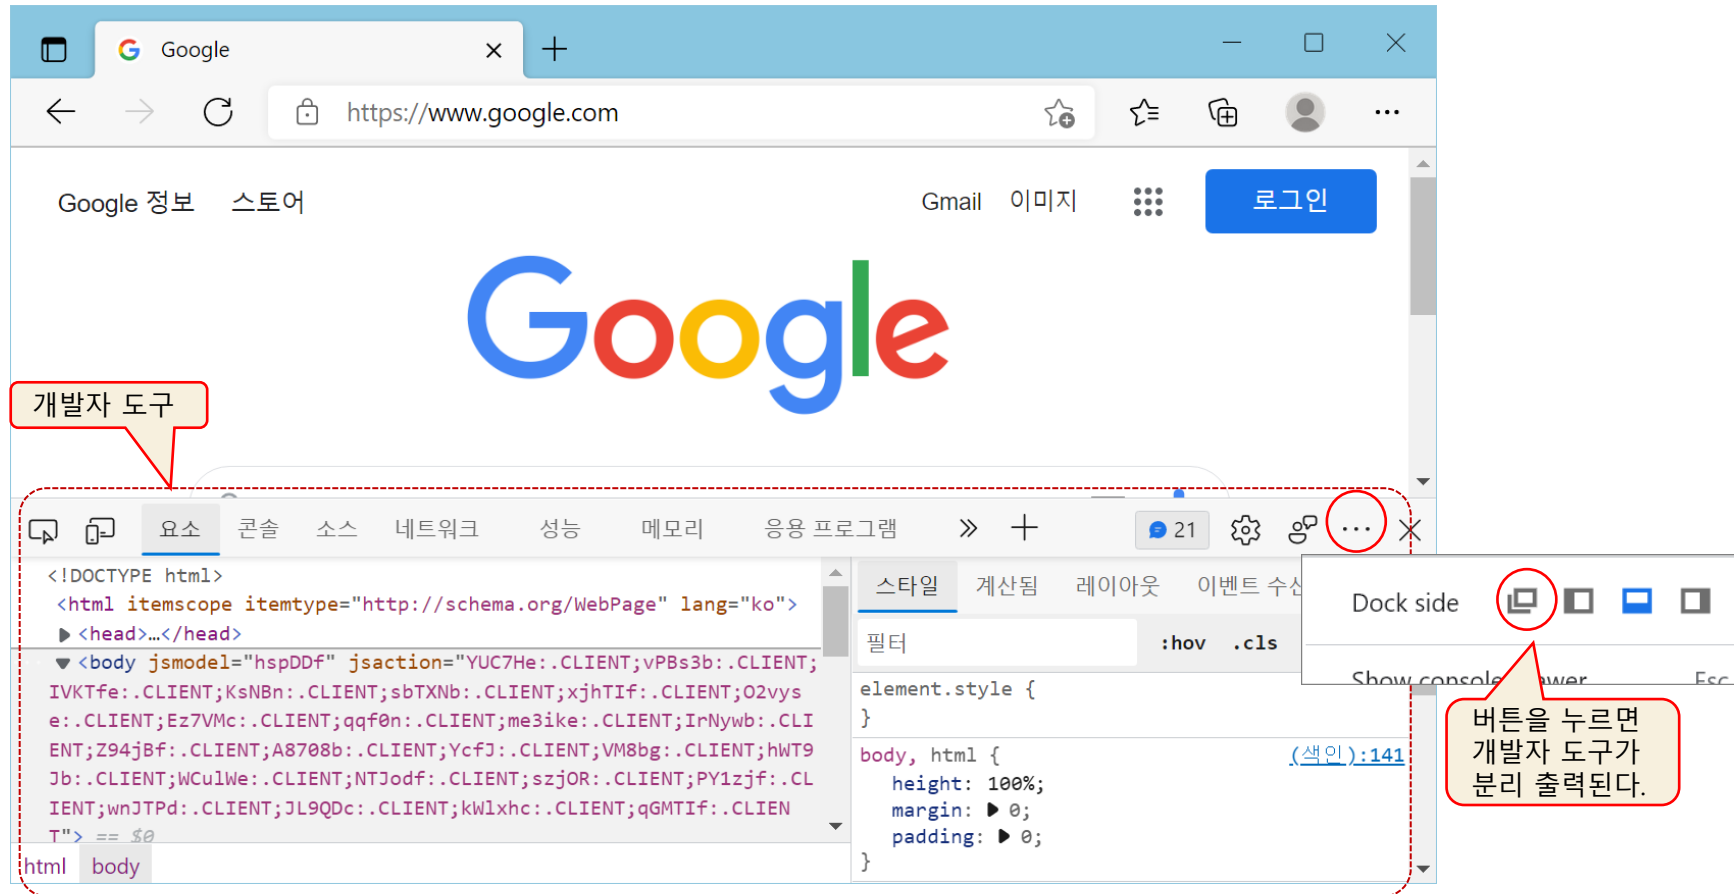 Google
https://www.google.com
Google 정보 스토어 Gmail 이미지 로그인
Google
개발자 도구
요소 콘솔 소스 네트워크 성능 메모리 응용 프로그램 21
<!DOCTYPE html>
<html itemscope itemtype="http://schema.org/WebPage" lang="ko">
<head>…</head>
<body jsmodel="hspDDf" jsaction="YUC7He:.CLIENT;vPBs3b:.CLIENT;
IVKTfe:.CLIENT;KsNBn:.CLIENT;sbTXNb:.CLIENT;xjhTIf:.CLIENT;O2vys
e:.CLIENT;Ez7VMc:.CLIENT;qqf0n:.CLIENT;me3ike:.CLIENT;IrNywb:.CLI
ENT;Z94jBf:.CLIENT;A8708b:.CLIENT;YcfJ:.CLIENT;VM8bg:.CLIENT;hWT9
Jb:.CLIENT;WCulWe:.CLIENT;NTJodf:.CLIENT;szjOR:.CLIENT;PY1zjf:.CL
IENT;wnJTPd:.CLIENT;JL9QDc:.CLIENT;kWlxhc:.CLIENT;qGMTIf:.CLIEN
T"> == $0
html body
스타일 계산됨 레이아웃 이벤트 수신
필터 :hov .cls
element.style {
}
body, html { (색인):141
height: 100%;
margin: 0;
padding: 0;
}
Dock side
Show console Esc
버튼을 누르면
개발자 도구가
분리 출력된다.